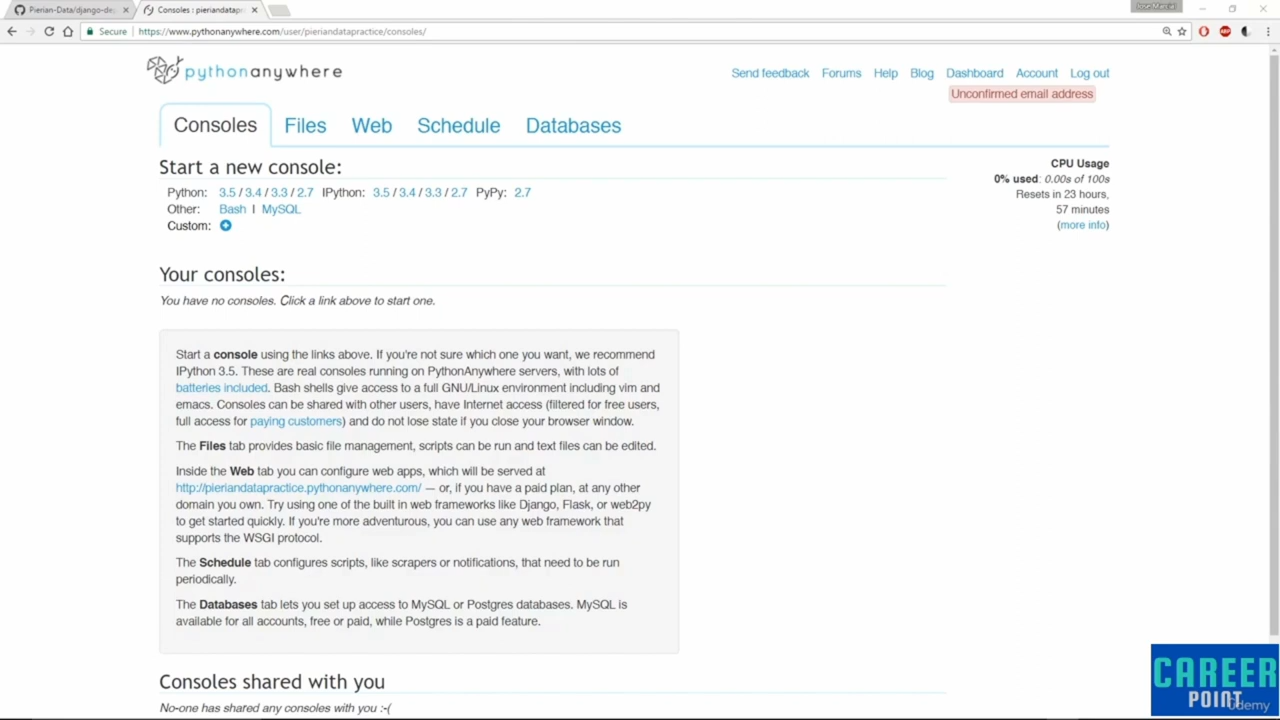 Pierian-Data/django-de
Consoles : pieriandatapr
Jose Marcial
Secure
https://www.pythonanywhere.com/user/pieriandatapractice/consoles/
ABP
pythonanywhere
Send feedback Forums Help Blog Dashboard Account Log out
Unconfirmed email address
Consoles Files Web Schedule Databases
Start a new console:
CPU Usage
Python: 3.5 / 3.4 / 3.3 / 2.7 IPython: 3.5 / 3.4 / 3.3 / 2.7 PyPy: 2.7
0% used: 0.00s of 100s
Resets in 23 hours,
Other: Bash | MySQL
57 minutes
Custom:
(more info)
Your consoles:
You have no consoles. Click a link above to start one.
Start a console using the links above. If you're not sure which one you want, we recommend
IPython 3.5. These are real consoles running on PythonAnywhere servers, with lots of
batteries included. Bash shells give access to a full GNU/Linux environment including vim and
emacs. Consoles can be shared with other users, have Internet access (filtered for free users,
full access for paying customers) and do not lose state if you close your browser window.
The Files tab provides basic file management, scripts can be run and text files can be edited.
Inside the Web tab you can configure web apps, which will be served at
http://pieriandatapractice.pythonanywhere.com/ — or, if you have a paid plan, at any other
domain you own. Try using one of the built in web frameworks like Django, Flask, or web2py
to get started quickly. If you're more adventurous, you can use any web framework that
supports the WSGI protocol.
The Schedule tab configures scripts, like scrapers or notifications, that need to be run
periodically.
The Databases tab lets you set up access to MySQL or Postgres databases. MySQL is
available for all accounts, free or paid, while Postgres is a paid feature.
Consoles shared with you
No-one has shared any consoles with you :-(
CAREER
POINT
udemy